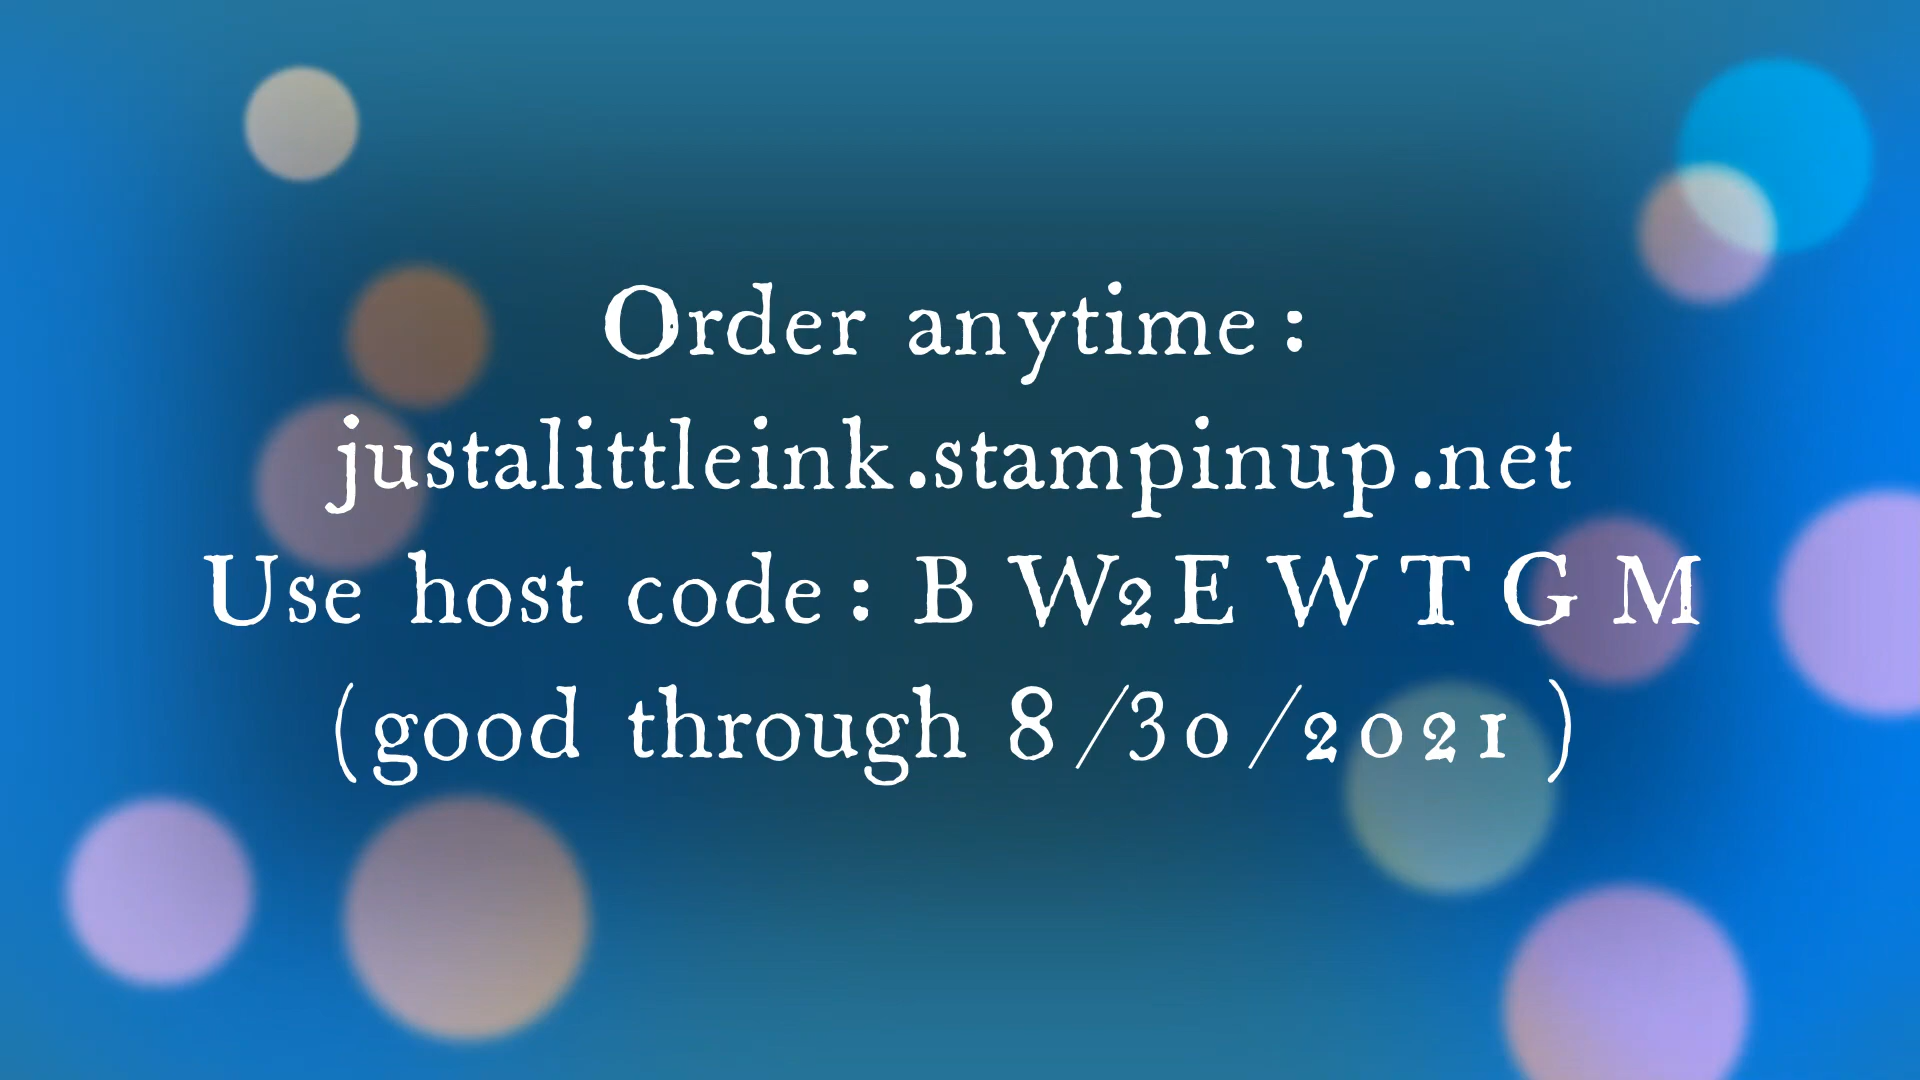 Order anytime:
justalittleink.stampinup.net
Use host code: BW2EWTGM
(good through 8/30/2021)